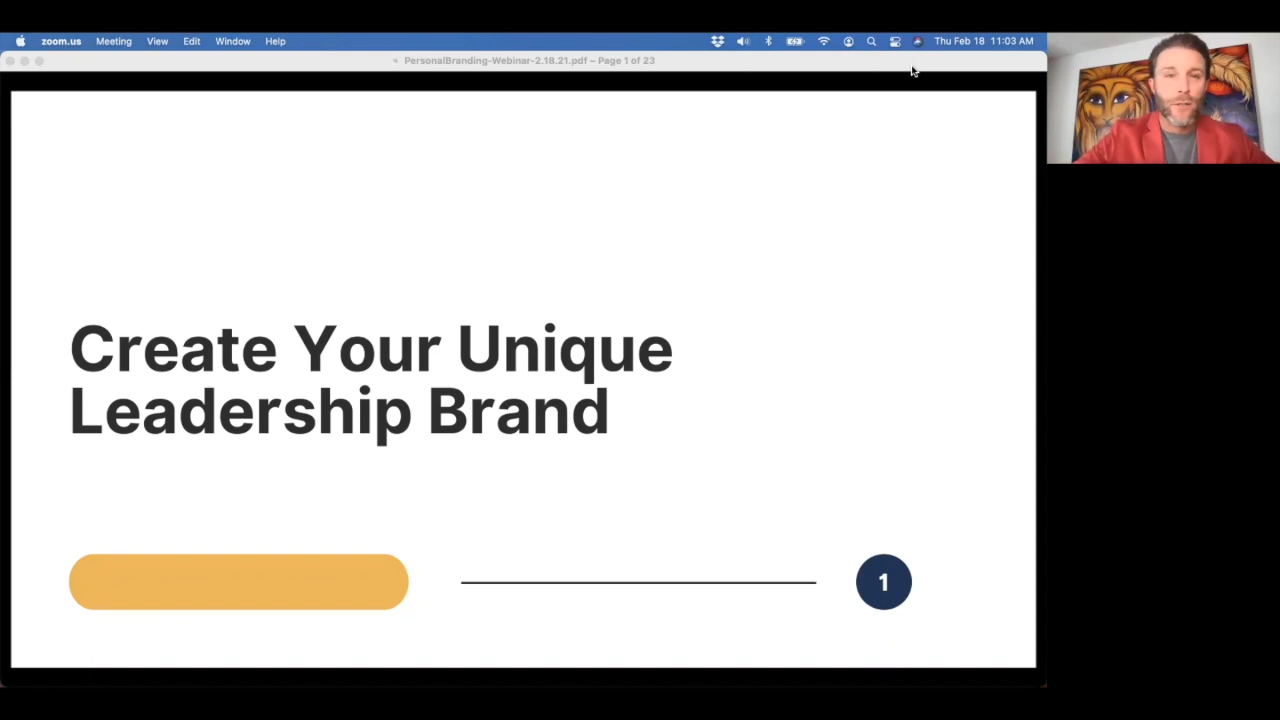 zoom.us Meeting View Edit Window Help Thu Feb 18 11:03 AM
PersonalBranding-Webinar-2.18.21.pdf – Page 1 of 23
Create Your Unique
Leadership Brand
1